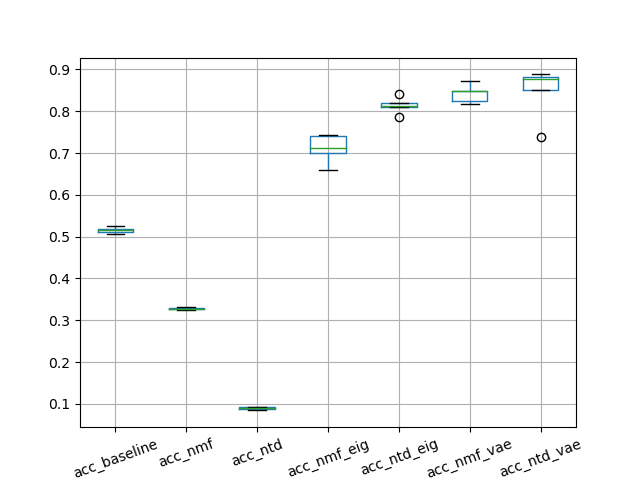 0.9
0.8
0.7
0.6
0.5
0.4
0.3
0.2
0.1
acc_baseline
acc_nmf
acc_ntd
acc_nmf_eig
acc_ntd_eig
acc_nmf_vae
acc_ntd_vae